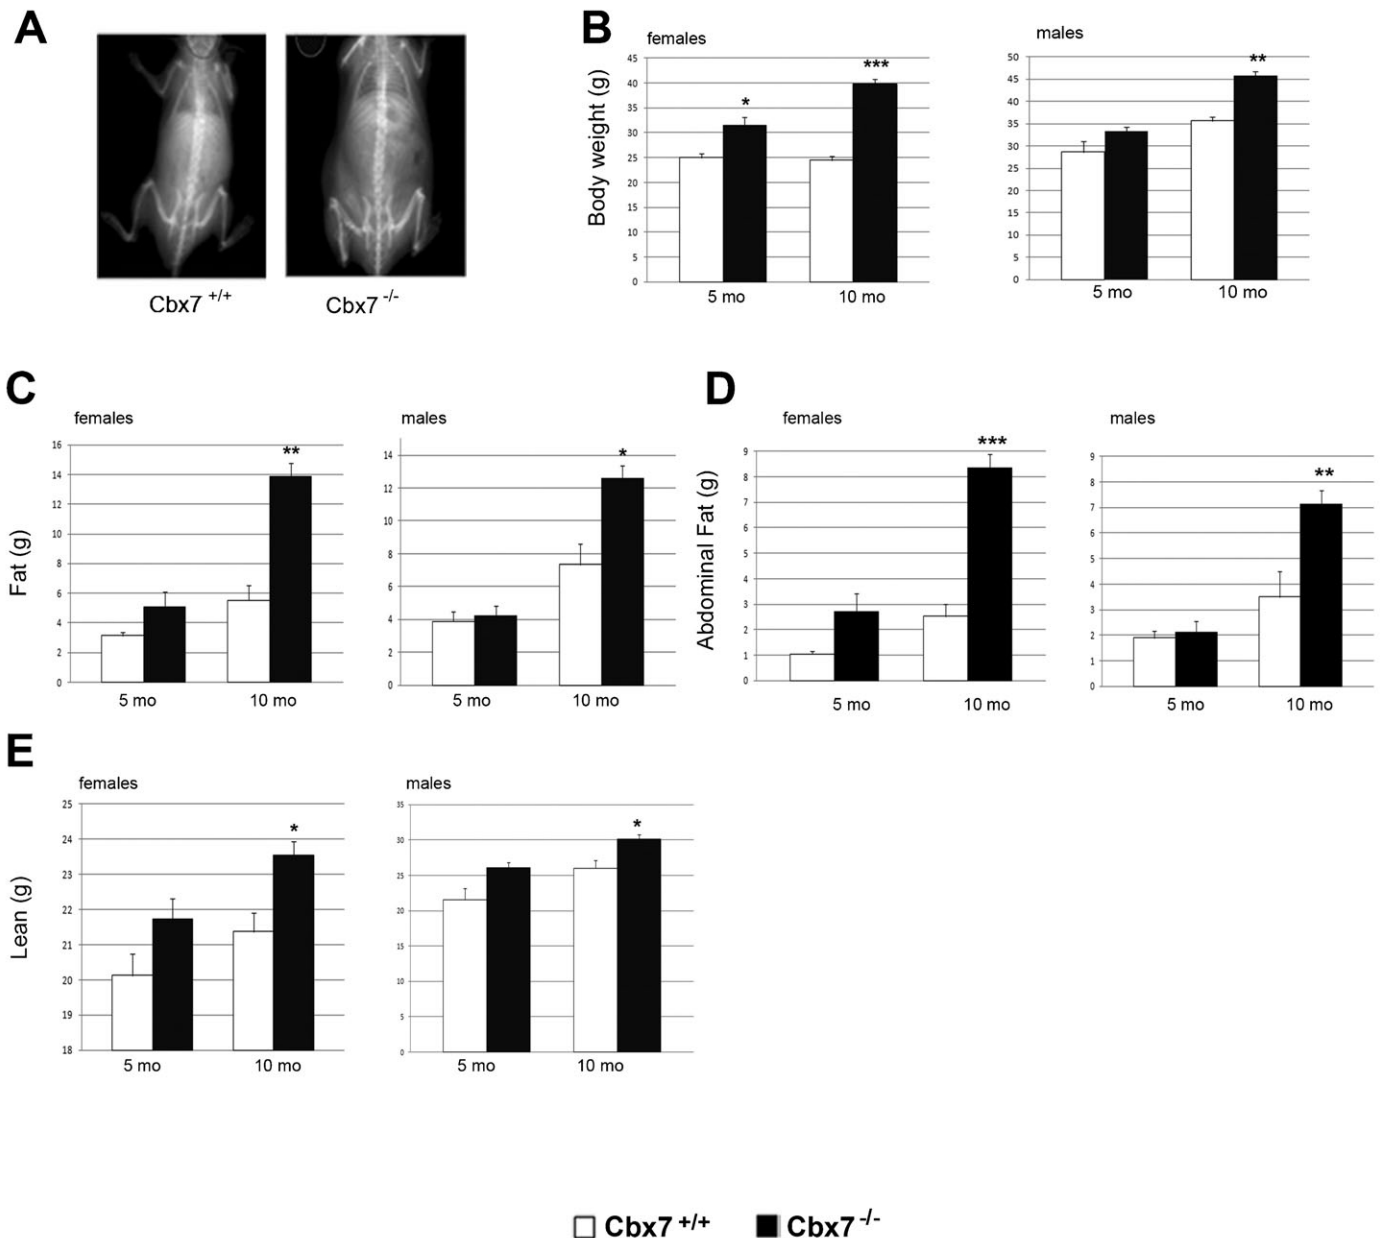 A
Cbx7 +/+
Cbx7 -/-
B
females
males
Body weight (g)
45
40
35
30
25
20
15
10
5
0
*
***
5 mo
10 mo
50
45
40
35
30
25
20
15
10
5
0
**
5 mo
10 mo
C
females
males
Fat (g)
16
14
12
10
8
6
4
2
0
**
5 mo
10 mo
14
12
10
8
6
4
2
0
*
5 mo
10 mo
D
females
males
Abdominal Fat (g)
9
8
7
6
5
4
3
2
1
0
***
5 mo
10 mo
9
8
7
6
5
4
3
2
1
0
**
5 mo
10 mo
E
females
males
Lean (g)
25
24
23
22
21
20
19
18
*
5 mo
10 mo
35
30
25
20
15
10
5
0
*
5 mo
10 mo
Cbx7 +/+
Cbx7 -/-